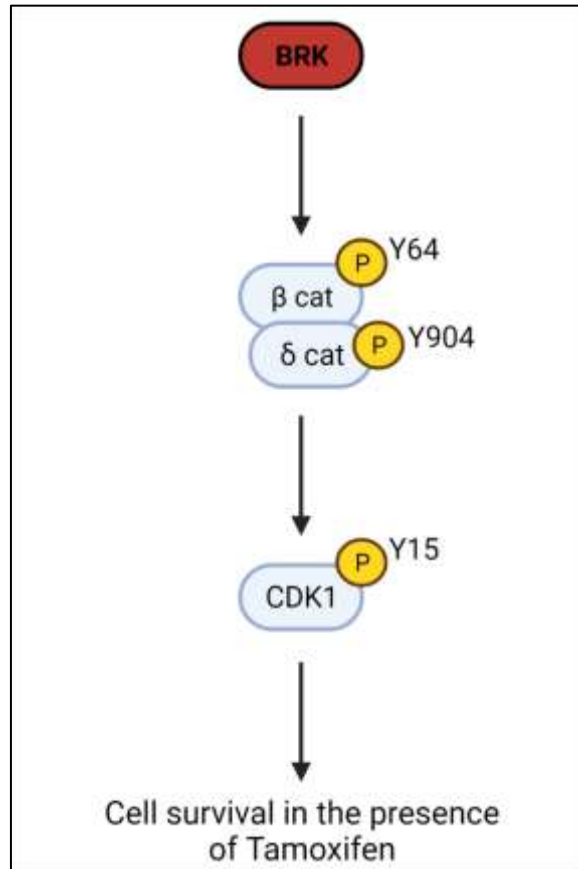 BRK
P Y64
β cat
δ cat P Y904
P Y15
CDK1
Cell survival in the presence
of Tamoxifen